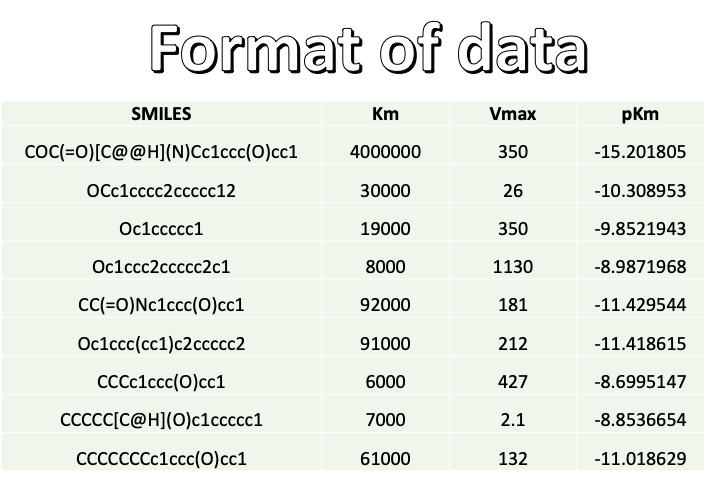 Format of data
SMILES Km Vmax pKm
COC(=O)[C@@H](N)Cc1ccc(O)cc1 4000000 350 -15.201805
OCc1cccc2ccccc12 30000 26 -10.308953
Oc1ccccc1 19000 350 -9.8521943
Oc1ccc2ccccc2c1 8000 1130 -8.9871968
CC(=O)Nc1ccc(O)cc1 92000 181 -11.429544
Oc1ccc(cc1)c2ccccc2 91000 212 -11.418615
CCCc1ccc(O)cc1 6000 427 -8.6995147
CCCCC[C@H](O)c1ccccc1 7000 2.1 -8.8536654
CCCCCCCc1ccc(O)cc1 61000 132 -11.018629